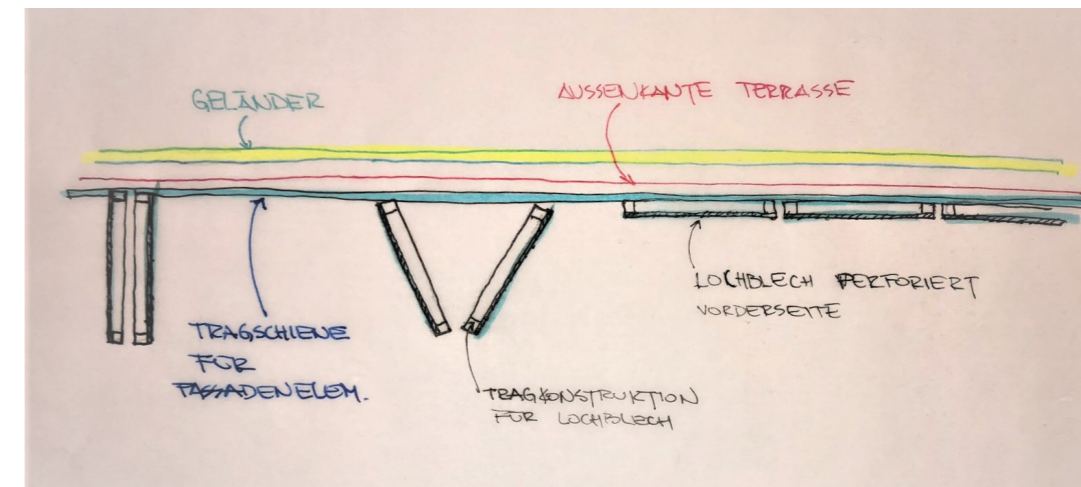 GELÄNDER
AUSSENKANTE TERRASSE
LOCHBLECH PERFORIERT
VORDERSEITE
TRAGSCHIENE
FÜR
FASSADENELEM.
TRAGKONSTRUKTION
FÜR LOCHBLECH